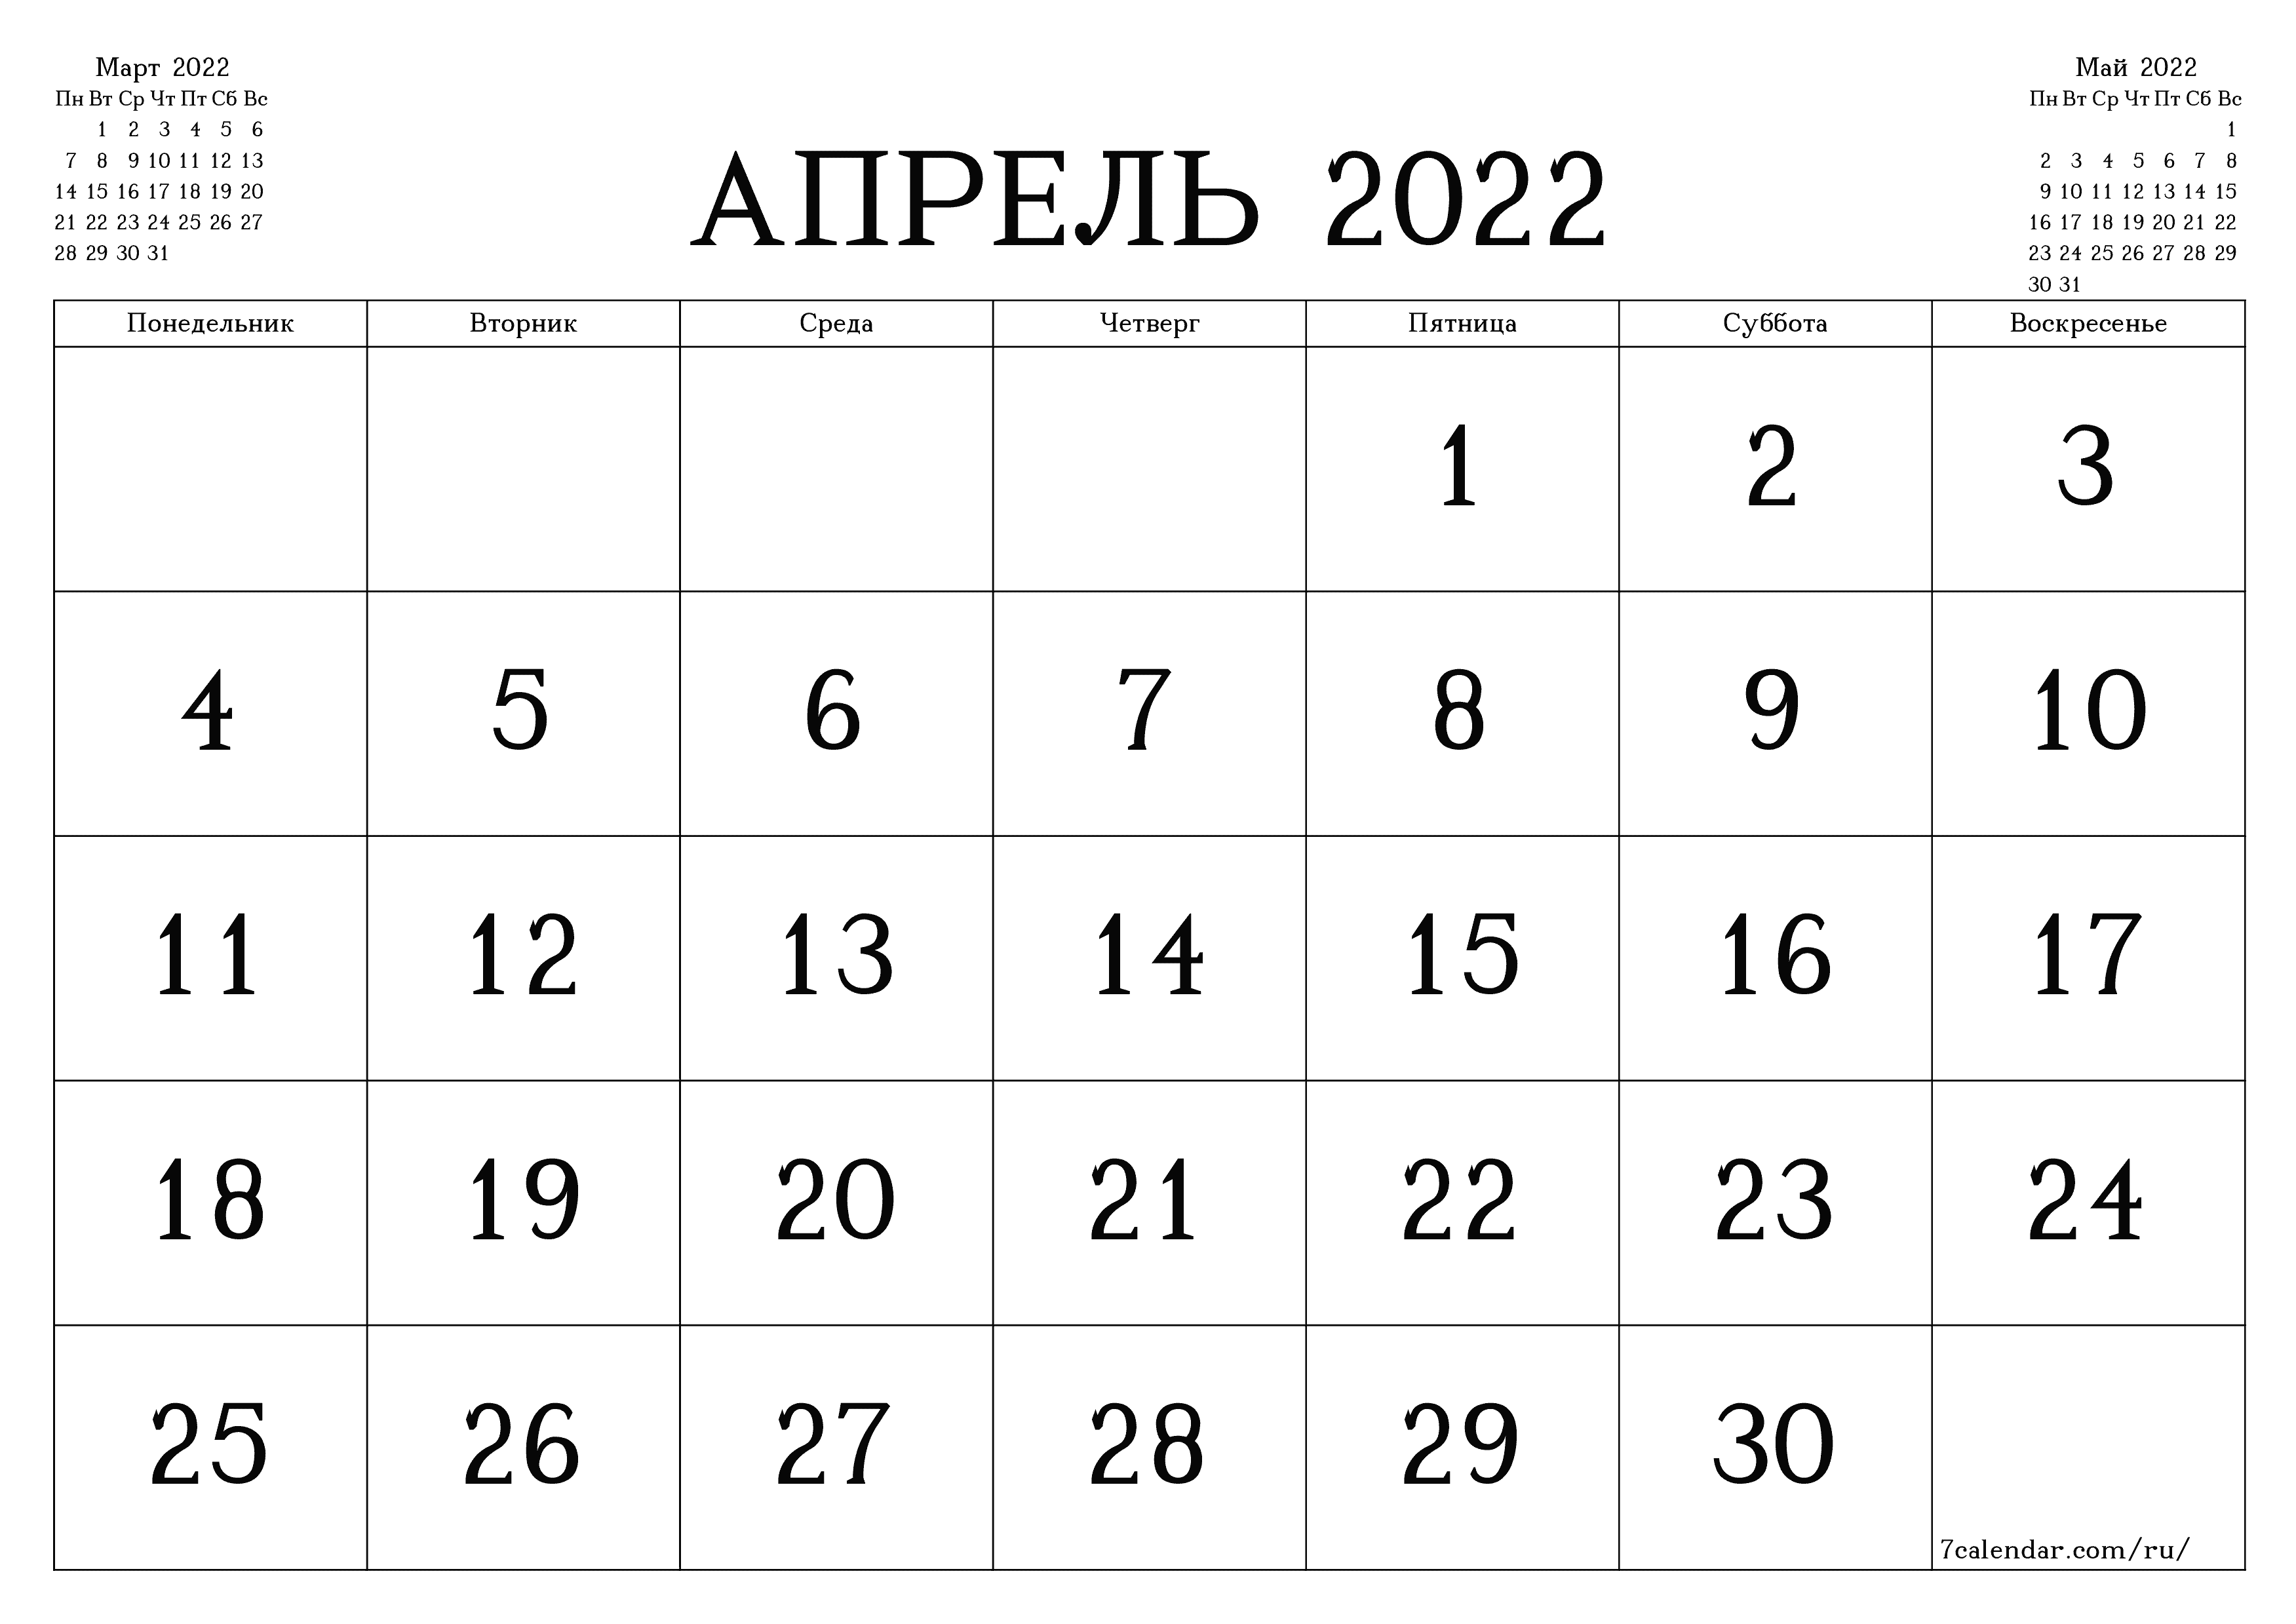 Март 2022
Пн Вт Ср Чт Пт Сб Вс
1 2 3 4 5 6
7 8 9 10 11 12 13
14 15 16 17 18 19 20
21 22 23 24 25 26 27
28 29 30 31
АПРЕЛЬ 2022
Май 2022
Пн Вт Ср Чт Пт Сб Вс
1
2 3 4 5 6 7 8
9 10 11 12 13 14 15
16 17 18 19 20 21 22
23 24 25 26 27 28 29
30 31
Понедельник Вторник Среда Четверг Пятница Суббота Воскресенье
1 2 3
4 5 6 7 8 9 10
11 12 13 14 15 16 17
18 19 20 21 22 23 24
25 26 27 28 29 30
7calendar.com/ru/